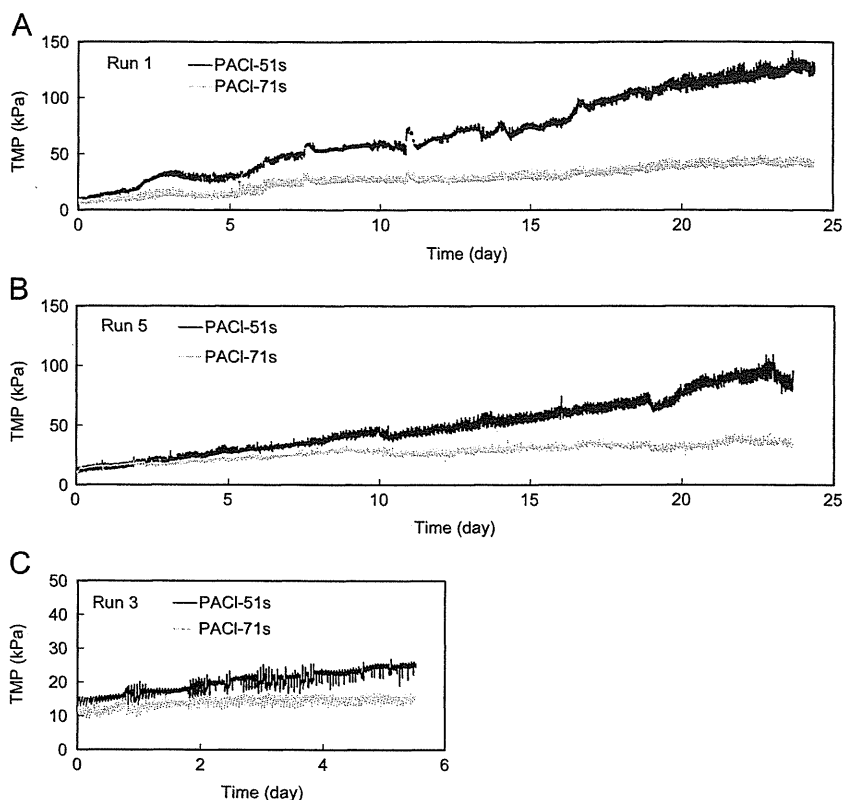 A
Run 1
PACl-51s
PACl-71s
TMP (kPa)
150
100
50
0
0 5 10 15 20 25
Time (day)
B
Run 5
PACl-51s
PACl-71s
TMP (kPa)
150
100
50
0
0 5 10 15 20 25
Time (day)
C
Run 3
PACl-51s
PACl-71s
TMP (kPa)
50
40
30
20
10
0
0 2 4 6
Time (day)